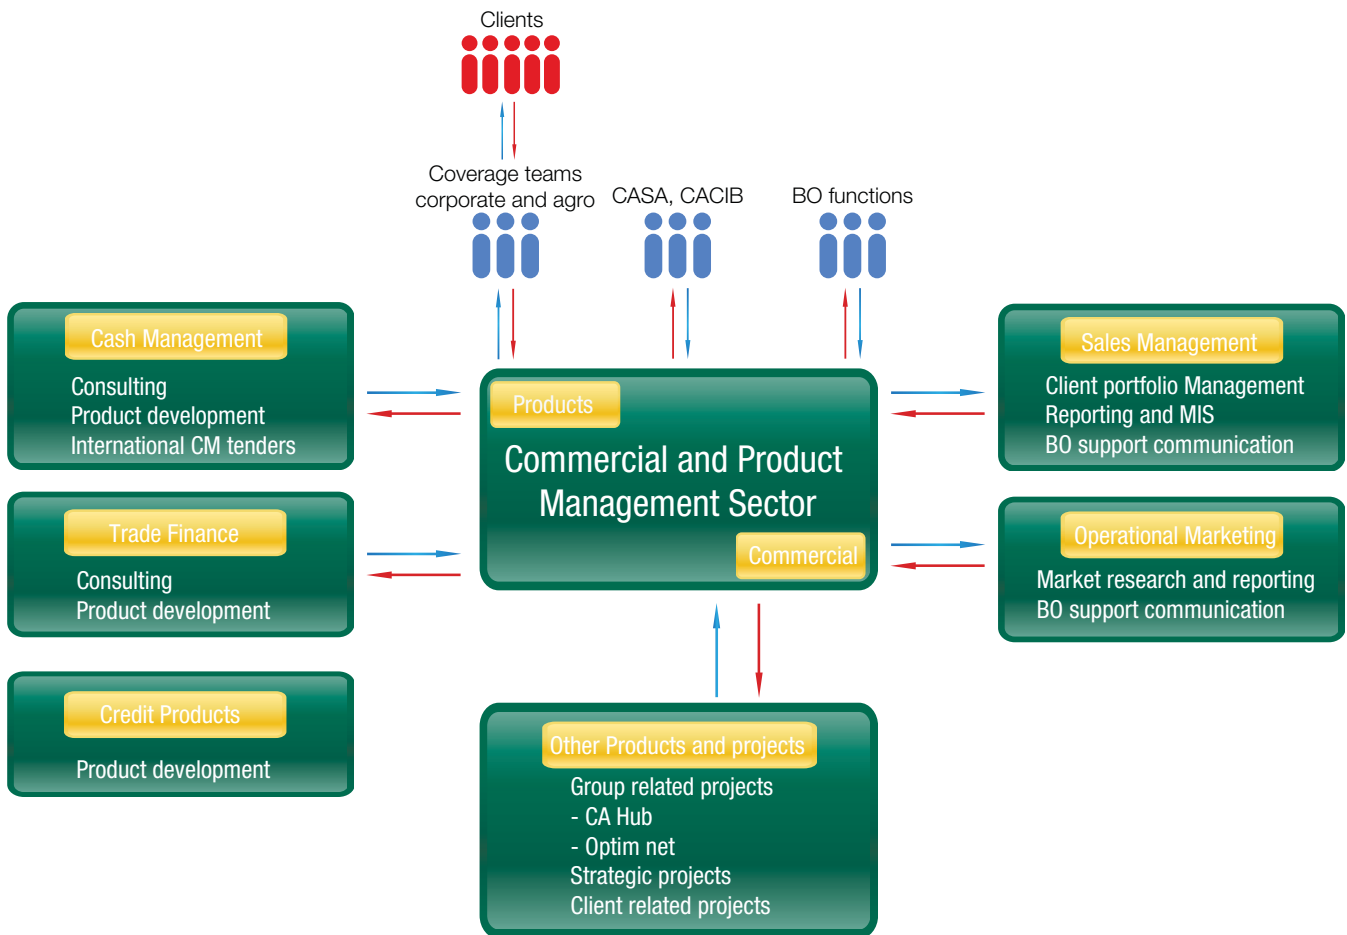 Clients
Coverage teams
corporate and agro
CASA, CACIB
BO functions
Cash Management
Consulting
Product development
International CM tenders
Trade Finance
Consulting
Product development
Credit Products
Product development
Products
Commercial and Product
Management Sector
Commercial
Sales Management
Client portfolio Management
Reporting and MIS
BO support communication
Operational Marketing
Market research and reporting
BO support communication
Other Products and projects
Group related projects
- CA Hub
- Optim net
Strategic projects
Client related projects